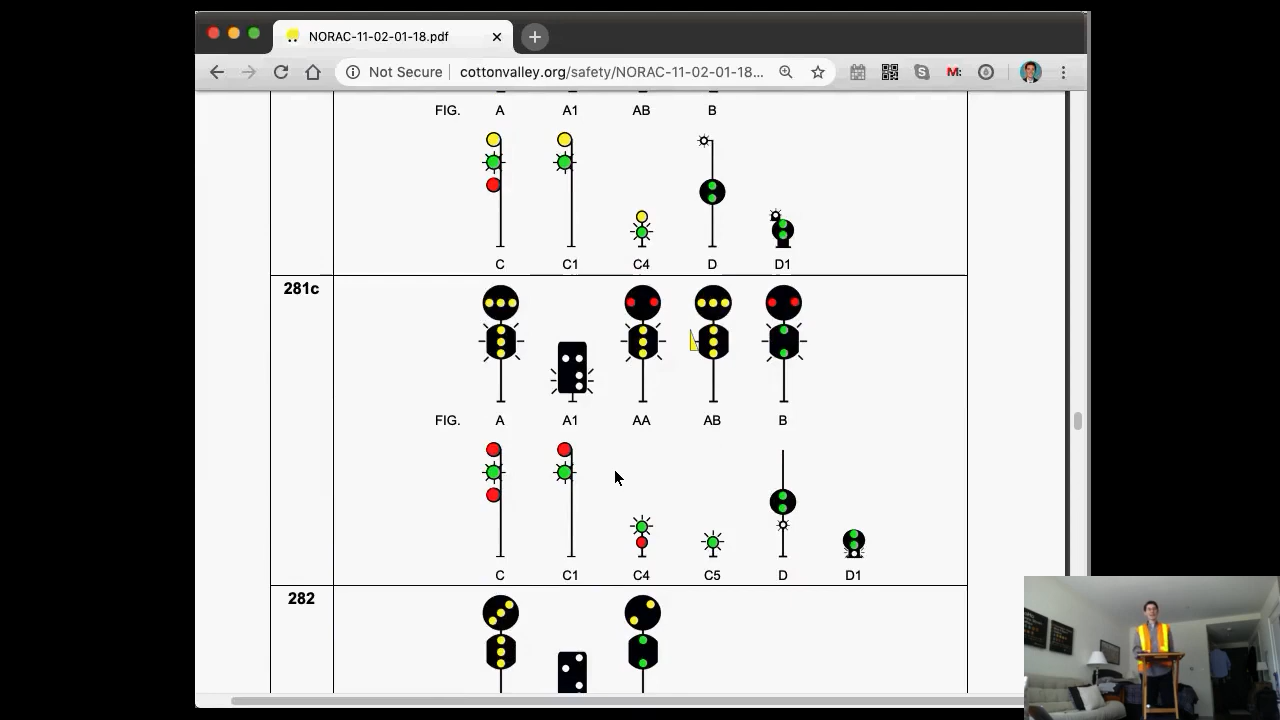 NORAC-11-02-01-18.pdf
Not Secure
cottonvalley.org/safety/NORAC-11-02-01-18...
M:
FIG. A A1 AB B
C C1 C4 D D1
281c
FIG. A A1 AA AB B
C C1 C4 C5 D D1
282